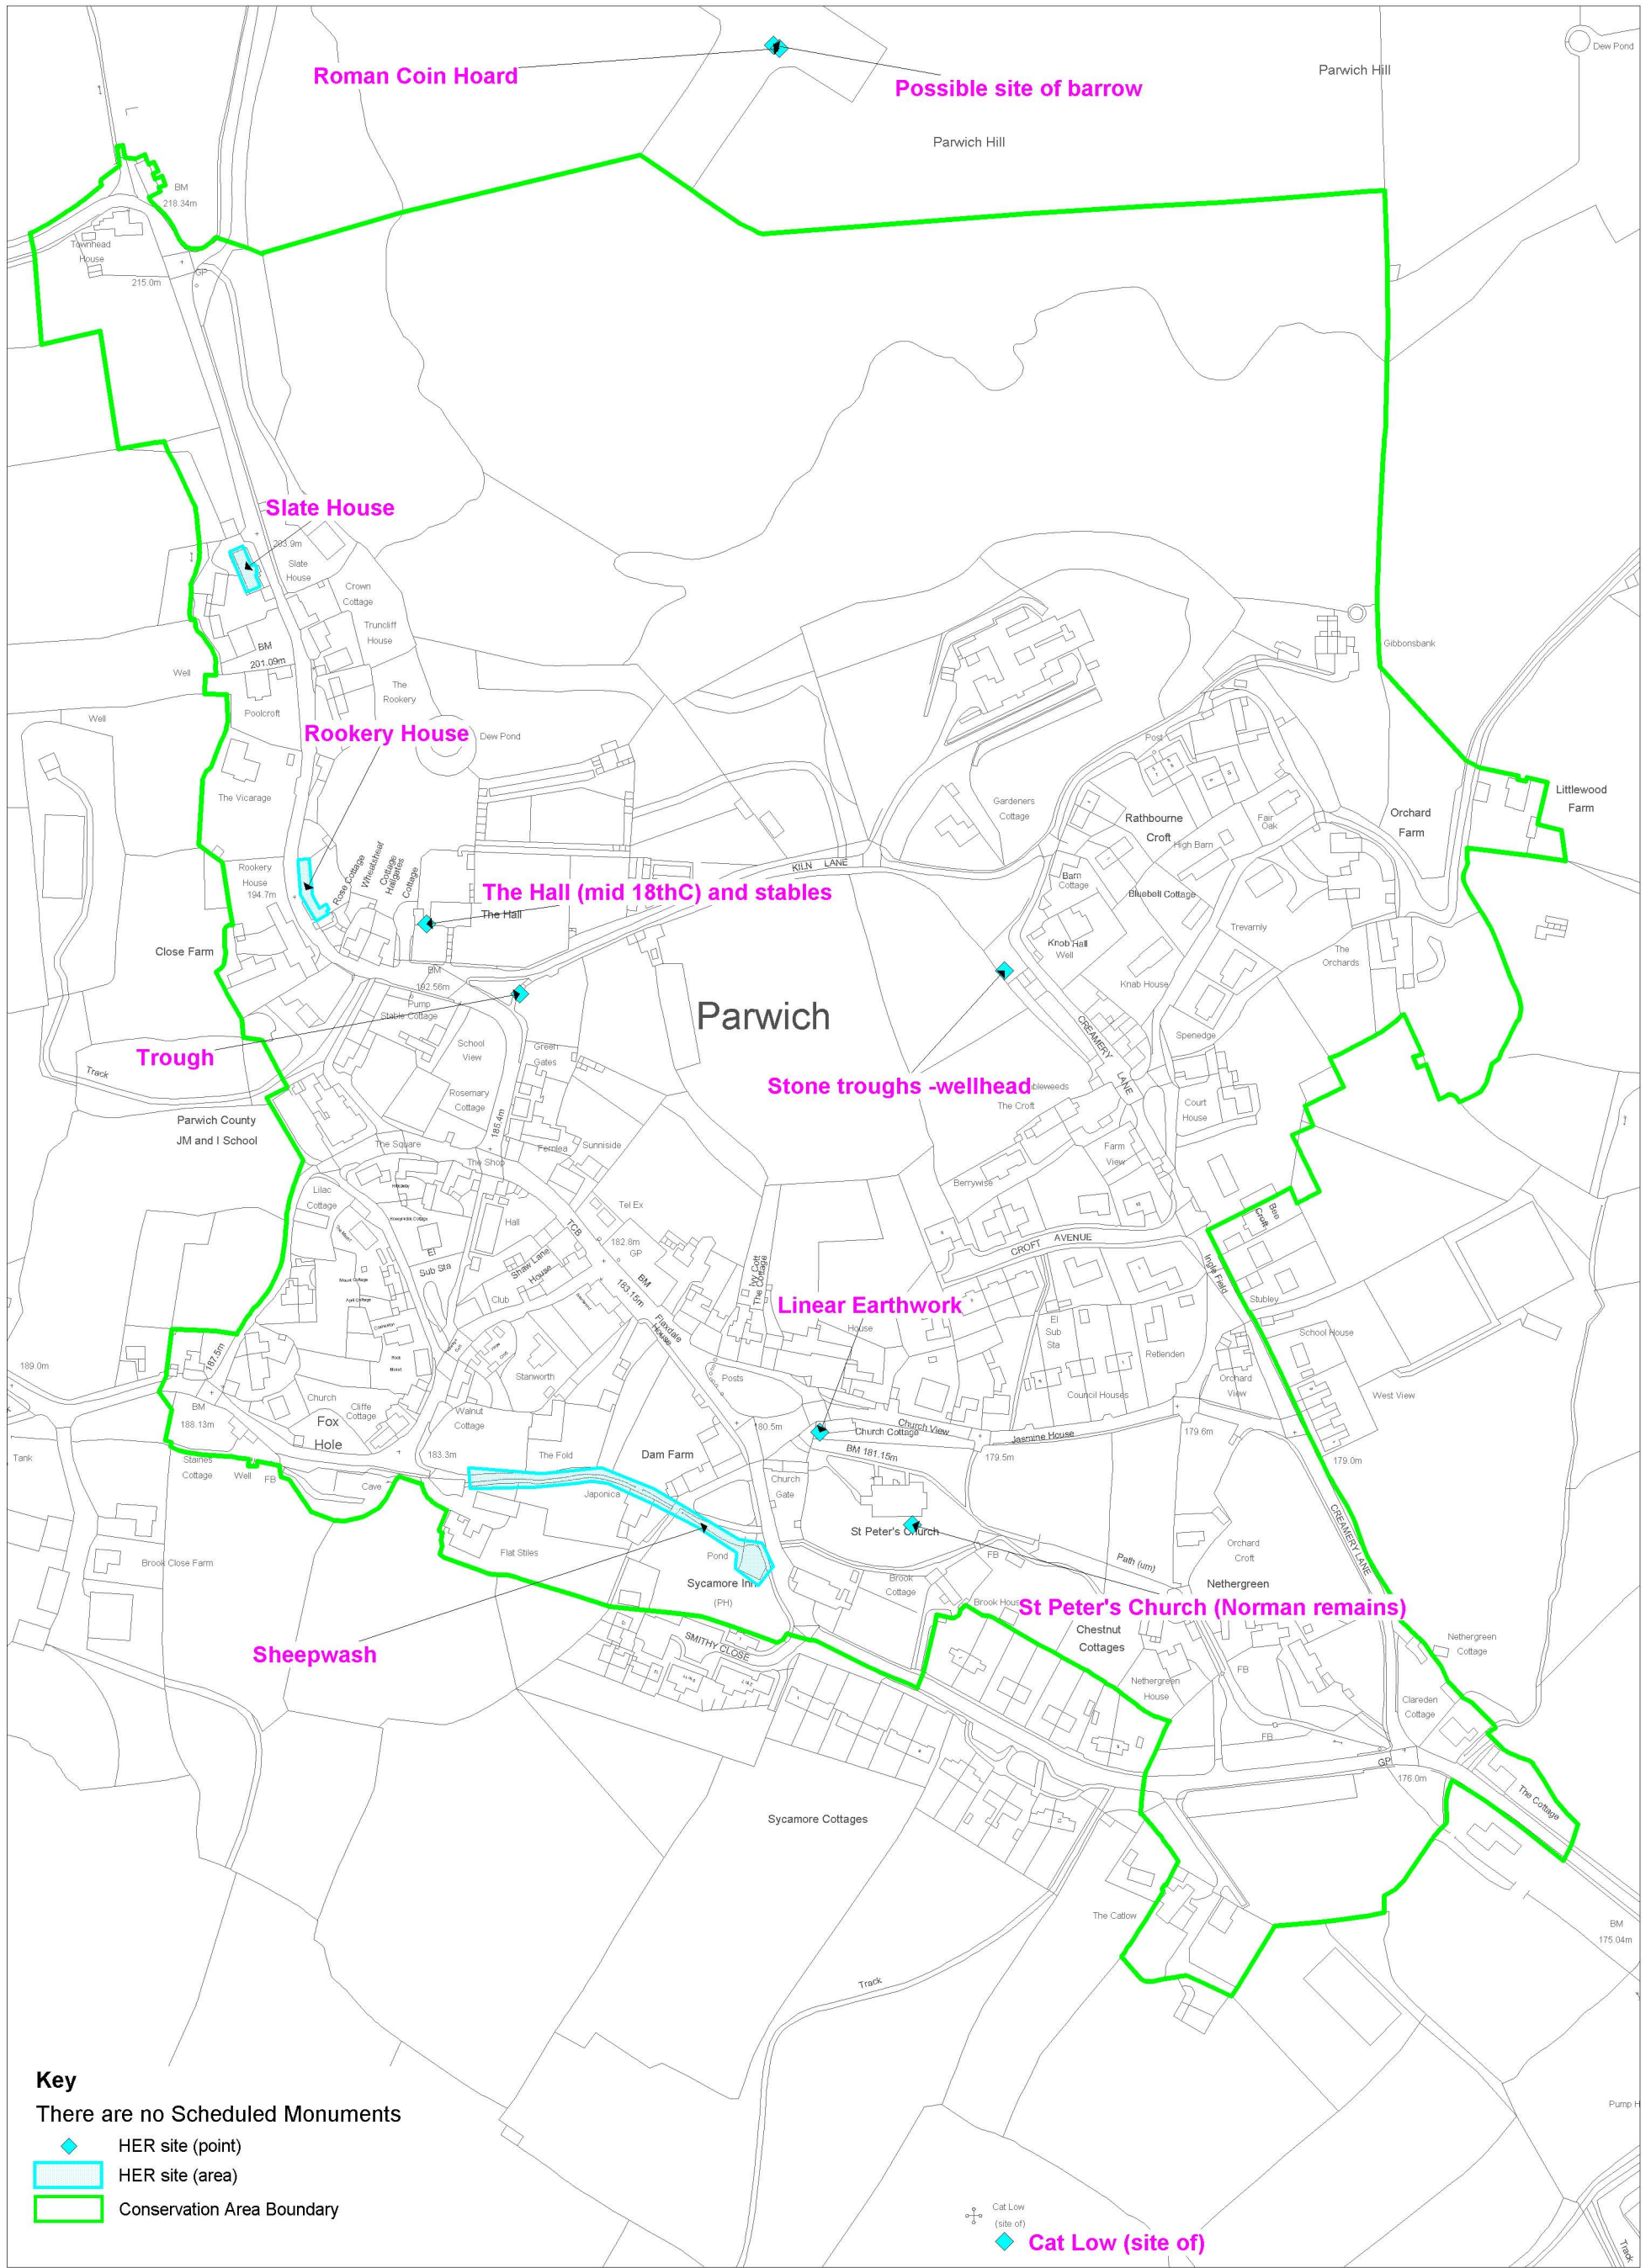 Dew Pond
Parwich Hill
Roman Coin Hoard
Possible site of barrow
Parwich Hill
BM
218.34m
Townhead
House
GP
215.0m
Slate House
203.9m
Slate
House
Crown
Cottage
Truncliff
House
BM
201.09m
Well
The
Rookery
Poolcroft
Well
Rookery House
Dew Pond
Gibbonsbank
Post
The Vicarage
Gardeners
Cottage
Littlewood
Farm
Orchard
Farm
Rathbourne
Croft
Fair
Oak
High Barn
KILN LANE
Barn
Cottage
Bluebell Cottage
Rookery
House
194.7m
Rose Cottage
Wheatsheaf
Cottage
Hallgates
Cottage
The Hall (mid 18thC) and stables
The Hall
Trevarnly
Close Farm
Knob Hall
Well
The
Orchards
BM
192.56m
Pump
Stable Cottage
Knab House
Parwich
School
View
Green
Gates
Spenedge
CREAMERY
LANE
Trough
Track
Stone troughs -wellhead
bleweeds
The Croft
Rosemary
Cottage
Court
House
185.4m
Parwich County
JM and I School
The Square
Fernlea
Sunniside
Farm
View
The Shop
Berrywise
Lilac
Cottage
Tel Ex
Hall
TCB
182.8m
GP
Bee
Croft
El
Sub Sta
Shaw Lane
House
BM
183.15m
CROFT AVENUE
Ivy Cott
The Cottage
Ingle Field
Mount Cottage
April Cottage
Club
Linear Earthwork
House
Stubley
Flaxdale
House
El
Sub
Sta
School House
187.5m
189.0m
Retlenden
Stanworth
Posts
Orchard
View
West View
Council Houses
BM
188.13m
Church
Cliffe
Cottage
Fox
Hole
Walnut
Cottage
180.5m
Church View
Church Cottage
Jasmine House
179.6m
BM 181.15m
179.5m
179.0m
Tank
Staines
Cottage
Well
FB
183.3m
The Fold
Dam Farm
Cave
Japonica
Church
Gate
St Peter's Church
CREAMERY LANE
Brook Close Farm
Flat Stiles
Pond
FB
Path (um)
Orchard
Croft
Sycamore Inn
(PH)
Brook
Cottage
Nethergreen
Brook House
St Peter's Church (Norman remains)
Chestnut
Cottages
Sheepwash
SMITHY CLOSE
Nethergreen
Cottage
FB
Nethergreen
House
Clareden
Cottage
FB
GP
176.0m
The Cottage
Sycamore Cottages
The Catlow
BM
175.04m
Track
Key
There are no Scheduled Monuments
HER site (point)
HER site (area)
Conservation Area Boundary
Pump H
Cat Low
(site of)
Cat Low (site of)
Track